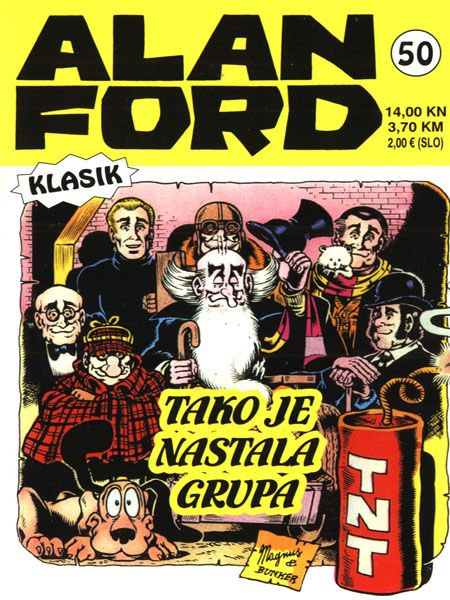 ALAN
FORD
50
14,00 KN
3,70 KM
2,00 € (SLO)
KLASIK
TAKO JE
NASTALA
GRUPA
TNT
Magnus
&
BUNKER